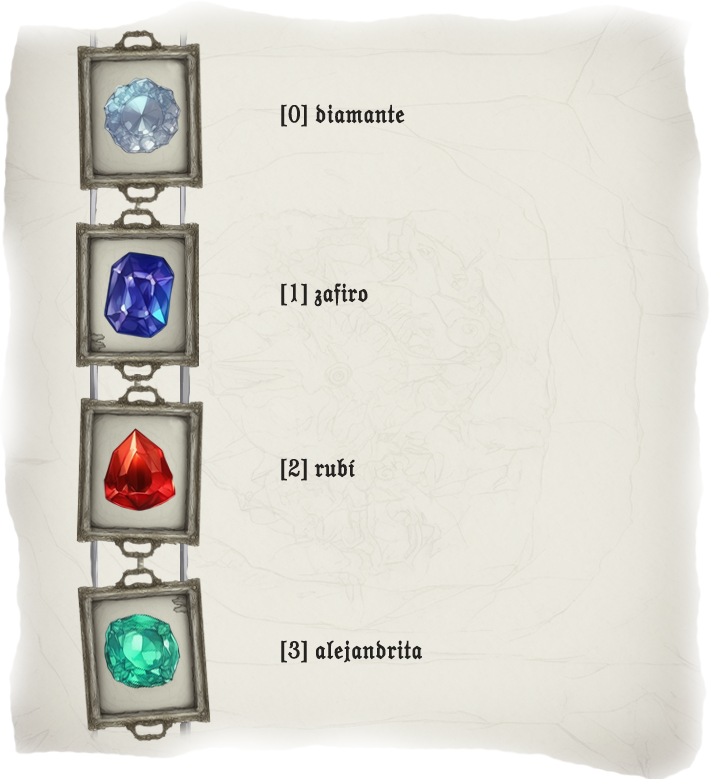 [0] diamante
[1] zafiro
[2] rubí
[3] alejandrita